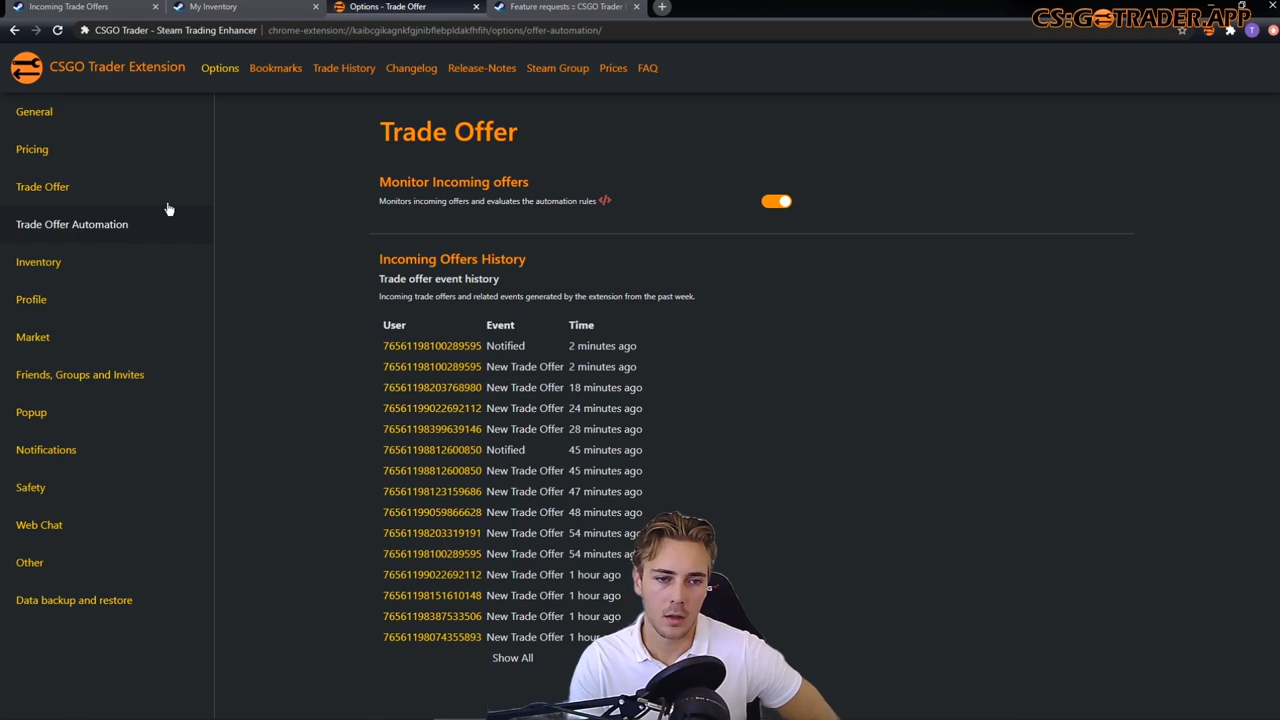 Incoming Trade Offers
My Inventory
Options - Trade Offer
Feature requests :: CSGO Trader
CS:GOTRADER.APP
CSGO Trader - Steam Trading Enhancer
chrome-extension://kaibcgikagnkfgjnibflebpldakfhfih/options/offer-automation/
T
CSGO Trader Extension
Options
Bookmarks
Trade History
Changelog
Release-Notes
Steam Group
Prices
FAQ
General
Pricing
Trade Offer
Trade Offer Automation
Inventory
Profile
Market
Friends, Groups and Invites
Popup
Notifications
Safety
Web Chat
Other
Data backup and restore
Trade Offer
Monitor Incoming offers
Monitors incoming offers and evaluates the automation rules </>
Incoming Offers History
Trade offer event history
Incoming trade offers and related events generated by the extension from the past week.
User Event Time
76561198100289595 Notified 2 minutes ago
76561198100289595 New Trade Offer 2 minutes ago
76561198203768980 New Trade Offer 18 minutes ago
76561199022692112 New Trade Offer 24 minutes ago
76561198399639146 New Trade Offer 28 minutes ago
76561198812600850 Notified 45 minutes ago
76561198812600850 New Trade Offer 45 minutes ago
76561198123159686 New Trade Offer 47 minutes ago
76561199059866628 New Trade Offer 48 minutes ago
76561198203319191 New Trade Offer 54 minutes ago
76561198100289595 New Trade Offer 54 minutes ago
76561199022692112 New Trade Offer 1 hour ago
76561198151610148 New Trade Offer 1 hour ago
76561198387533506 New Trade Offer 1 hour ago
76561198074355893 New Trade Offer 1 hour
Show All